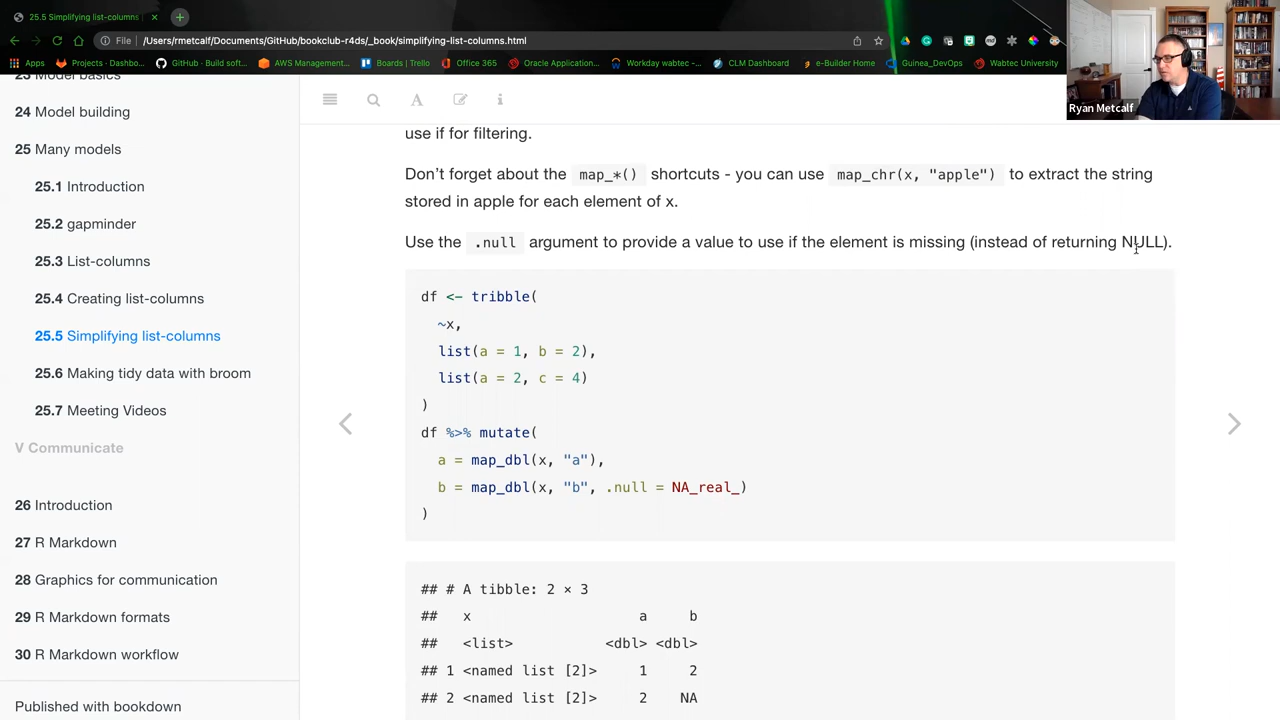 25.5 Simplifying list-columns
File /Users/rmetcalf/Documents/GitHub/bookclub-r4ds/_book/simplifying-list-columns.html
Apps Projects · Dashbo... GitHub · Build soft... AWS Management... Boards | Trello Office 365 Oracle Application... Workday wabtec -... CLM Dashboard e-Builder Home Guinea_DevOps Wabtec University
Ryan Metcalf
23 Model basics
24 Model building
25 Many models
25.1 Introduction
25.2 gapminder
25.3 List-columns
25.4 Creating list-columns
25.5 Simplifying list-columns
25.6 Making tidy data with broom
25.7 Meeting Videos
V Communicate
26 Introduction
27 R Markdown
28 Graphics for communication
29 R Markdown formats
30 R Markdown workflow
Published with bookdown
use if for filtering.
Don't forget about the map_*() shortcuts - you can use map_chr(x, "apple") to extract the string
stored in apple for each element of x.
Use the .null argument to provide a value to use if the element is missing (instead of returning NULL).
df <- tribble(
~x,
list(a = 1, b = 2),
list(a = 2, c = 4)
)
df %>% mutate(
a = map_dbl(x, "a"),
b = map_dbl(x, "b", .null = NA_real_)
)
## # A tibble: 2 × 3
## x a b
## <list> <dbl> <dbl>
## 1 <named list [2]> 1 2
## 2 <named list [2]> 2 NA